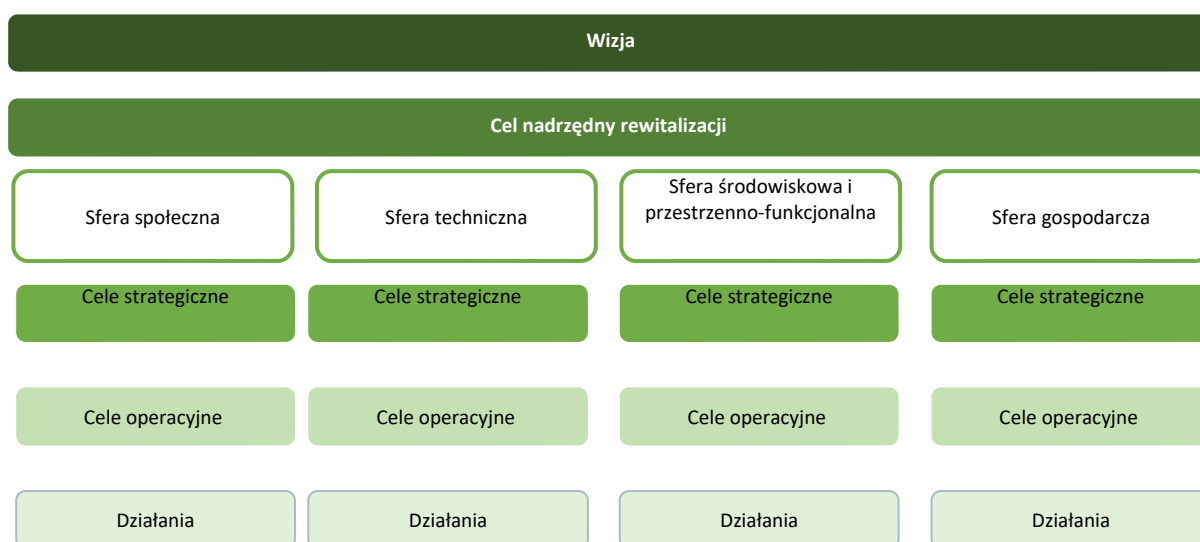 Wizja
Cel nadrzędny rewitalizacji
Sfera społeczna
Sfera techniczna
Sfera środowiskowa i
przestrzenno-funkcjonalna
Sfera gospodarcza
Cele strategiczne
Cele strategiczne
Cele strategiczne
Cele strategiczne
Cele operacyjne
Cele operacyjne
Cele operacyjne
Cele operacyjne
Działania
Działania
Działania
Działania